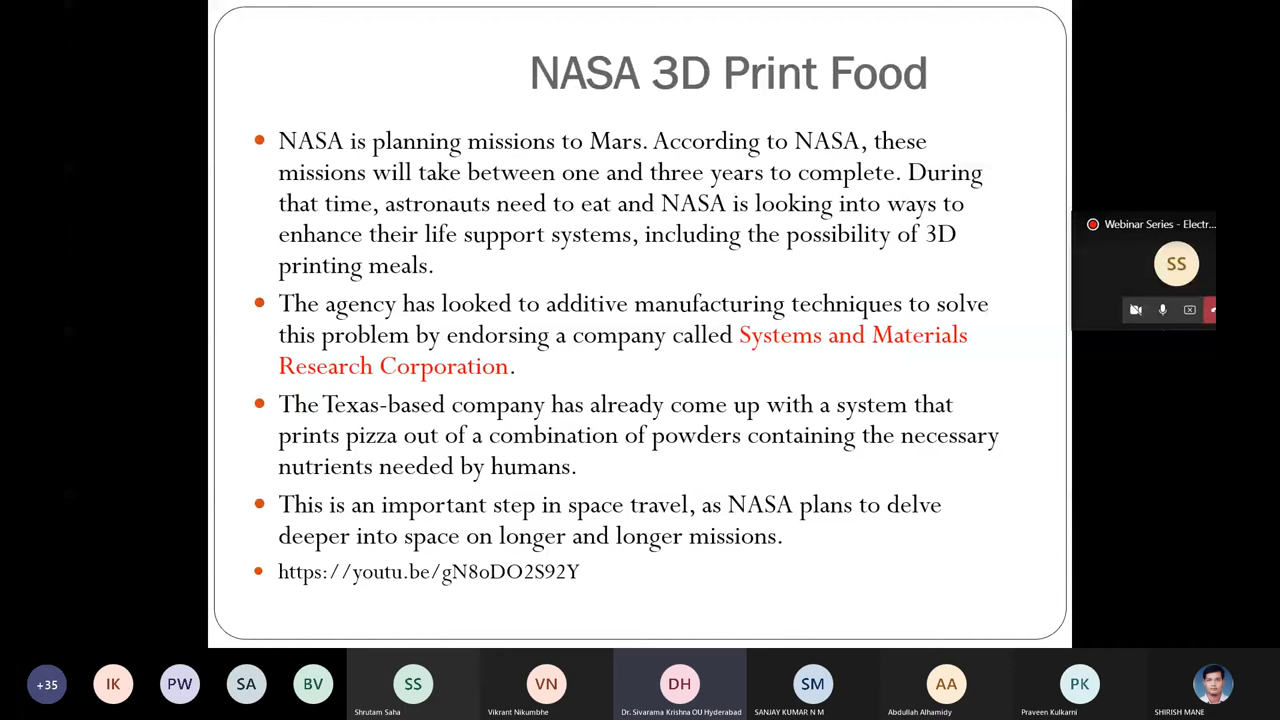 NASA 3D Print Food
NASA is planning missions to Mars. According to NASA, these
missions will take between one and three years to complete. During
that time, astronauts need to eat and NASA is looking into ways to
enhance their life support systems, including the possibility of 3D
printing meals.
The agency has looked to additive manufacturing techniques to solve
this problem by endorsing a company called Systems and Materials
Research Corporation.
The Texas-based company has already come up with a system that
prints pizza out of a combination of powders containing the necessary
nutrients needed by humans.
This is an important step in space travel, as NASA plans to delve
deeper into space on longer and longer missions.
https://youtu.be/gN8oDO2S92Y
Webinar Series - Electr...
SS
+35
IK
PW
SA
BV
SS
Shrutam Saha
VN
Vikrant Nikumbhe
DH
Dr. Sivarama Krishna OU Hyderabad
SM
SANJAY KUMAR N M
AA
Abdullah Alhamidy
PK
Praveen Kulkarni
SHIRISH MANE